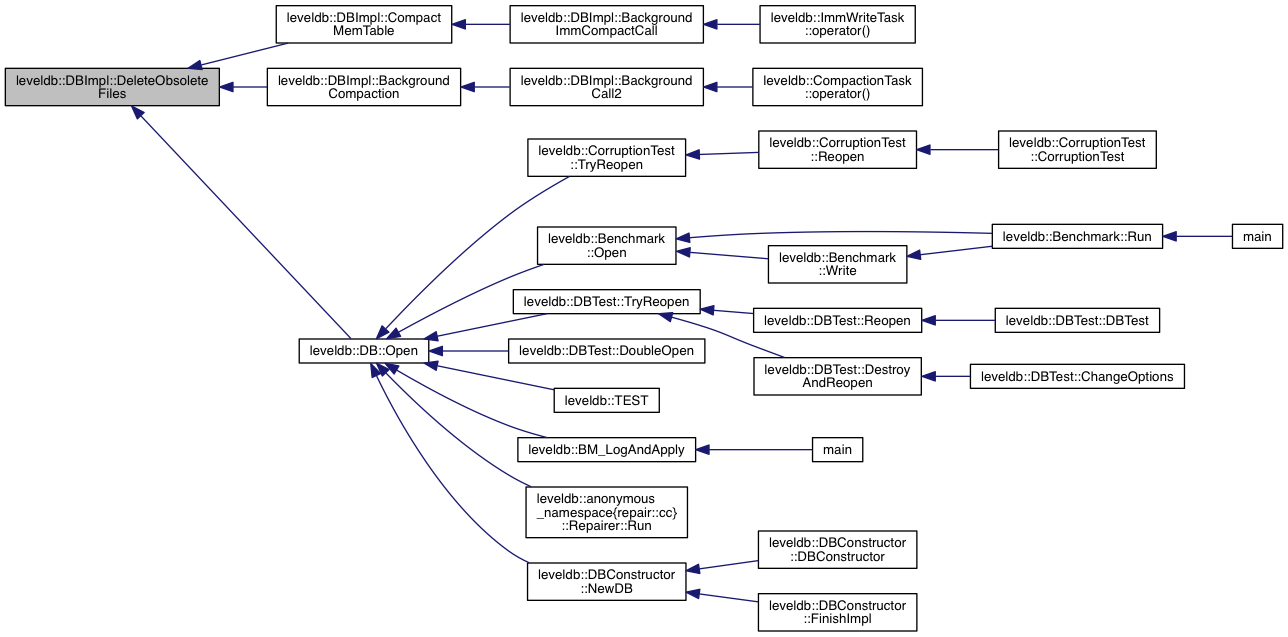 leveldb::DBImpl::DeleteObsolete
Files
leveldb::DBImpl::Compact
MemTable
leveldb::DBImpl::Background
ImmCompactCall
leveldb::ImmWriteTask
::operator()
leveldb::DBImpl::Background
Compaction
leveldb::DBImpl::Background
Call2
leveldb::CompactionTask
::operator()
leveldb::DB::Open
leveldb::CorruptionTest
::TryReopen
leveldb::CorruptionTest
::Reopen
leveldb::CorruptionTest
::CorruptionTest
leveldb::Benchmark
::Open
leveldb::Benchmark::Run
main
leveldb::Benchmark
::Write
leveldb::DBTest::TryReopen
leveldb::DBTest::Reopen
leveldb::DBTest::DBTest
leveldb::DBTest::Destroy
AndReopen
leveldb::DBTest::ChangeOptions
leveldb::DBTest::DoubleOpen
leveldb::TEST
leveldb::BM_LogAndApply
main
leveldb::anonymous
_namespace{repair::cc}
::Repairer::Run
leveldb::DBConstructor
::NewDB
leveldb::DBConstructor
::DBConstructor
leveldb::DBConstructor
::FinishImpl